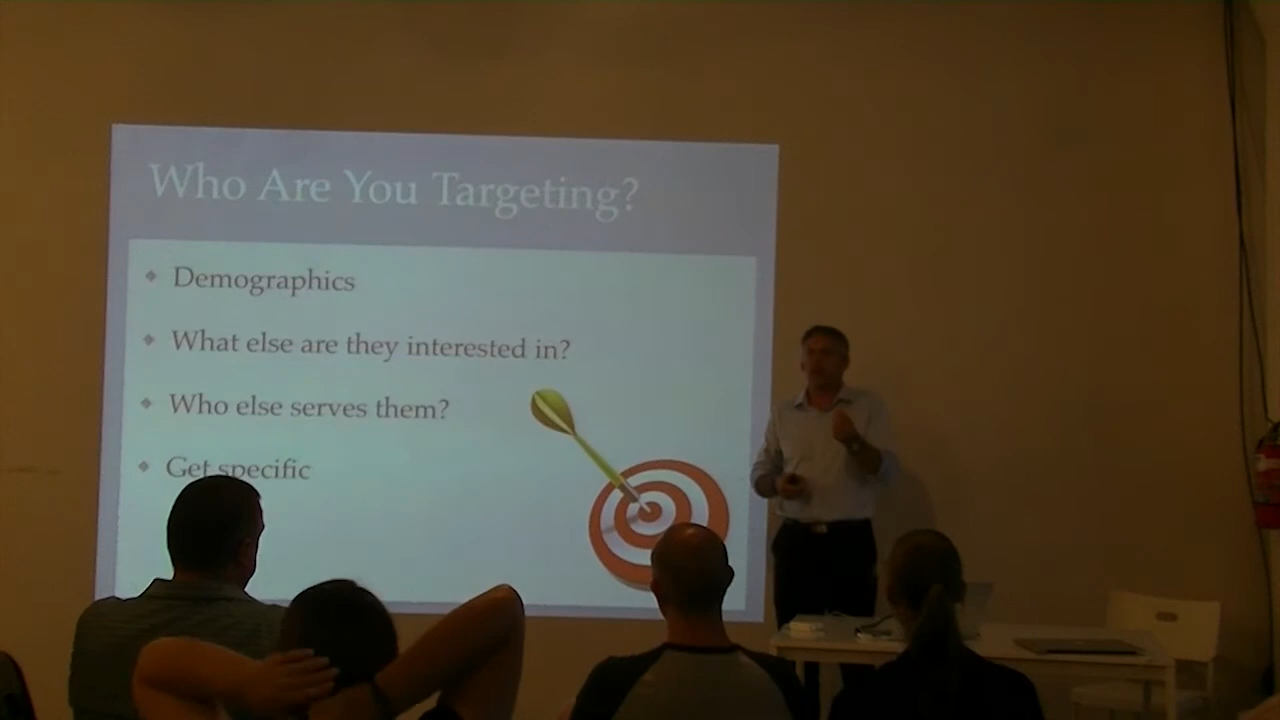 Who Are You Targeting?
Demographics
What else are they interested in?
Who else serves them?
Get specific